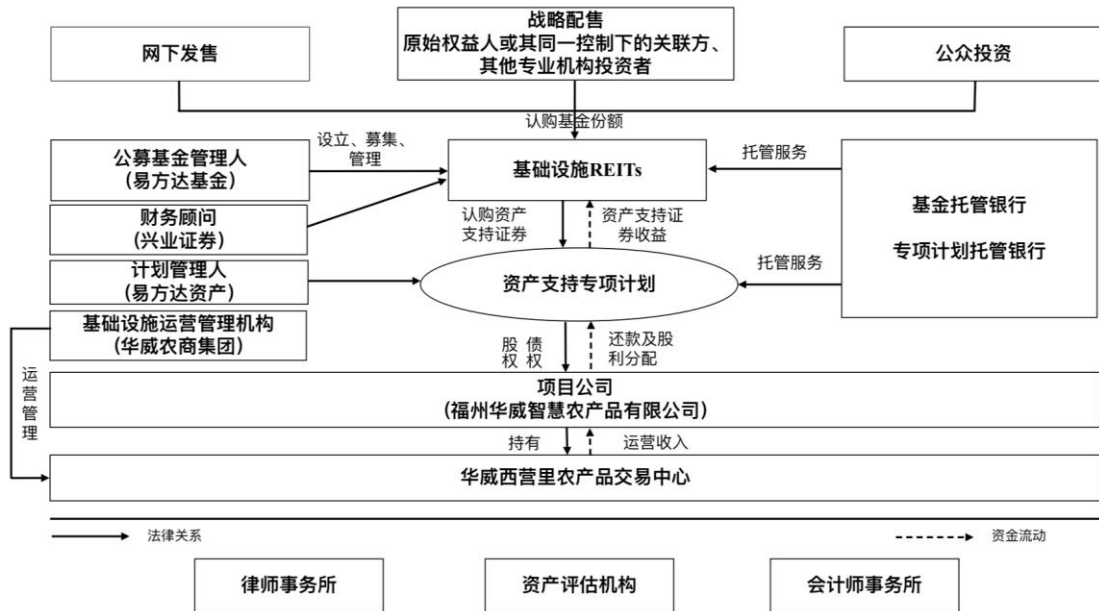 战略配售
原始权益人或其同一控制下的关联方、
其他专业机构投资者
网下发售
公众投资
认购基金份额
设立、募集、
管理
公募基金管理人
(易方达基金)
基础设施REITs
托管服务
基金托管银行
专项计划托管银行
财务顾问
(兴业证券)
认购资产
支持证券
资产支持证
券收益
计划管理人
(易方达资产)
资产支持专项计划
托管服务
基础设施运营管理机构
(华威农商集团)
股 债
权 权
还款及股
利分配
运营管理
项目公司
(福州华威智慧农产品有限公司)
持有
运营收入
华威西营里农产品交易中心
法律关系
资金流动
律师事务所
资产评估机构
会计师事务所